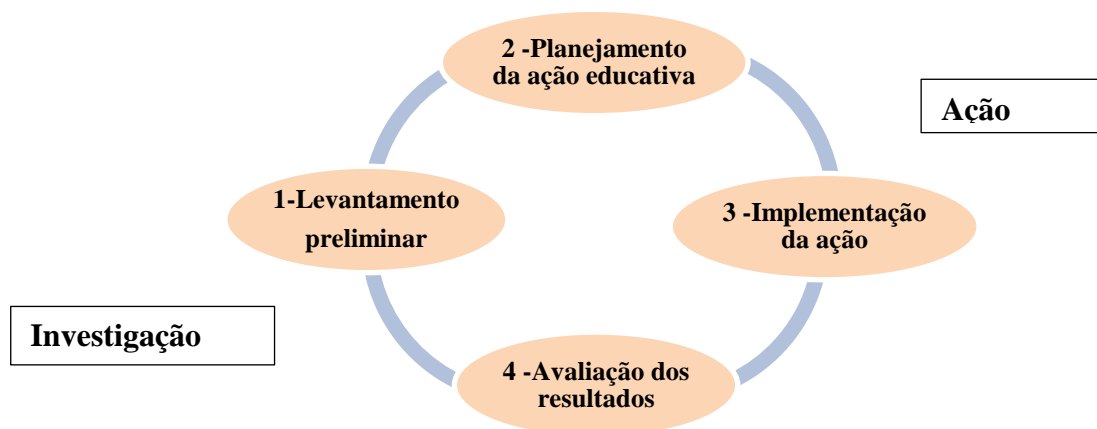 2 -Planejamento
da ação educativa
Ação
1-Levantamento
preliminar
3 -Implementação
da ação
Investigação
4 -Avaliação dos
resultados